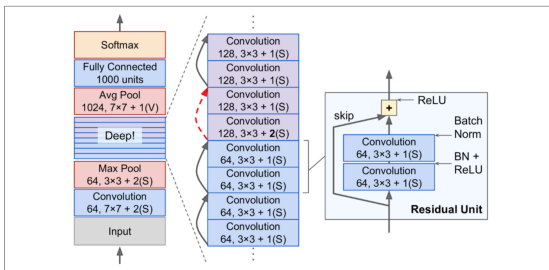 Softmax
Fully Connected
1000 units
Avg Pool
1024, 7×7 + 1(V)
Deep!
Max Pool
64, 3×3 + 2(S)
Convolution
64, 7×7 + 2(S)
Input
Convolution
128, 3×3 + 1(S)
Convolution
128, 3×3 + 1(S)
Convolution
128, 3×3 + 1(S)
Convolution
128, 3×3 + 2(S)
Convolution
64, 3×3 + 1(S)
Convolution
64, 3×3 + 1(S)
Convolution
64, 3×3 + 1(S)
Convolution
64, 3×3 + 1(S)
ReLU
+
skip
Batch
Norm
Convolution
64, 3×3 + 1(S)
BN +
ReLU
Convolution
64, 3×3 + 1(S)
Residual Unit